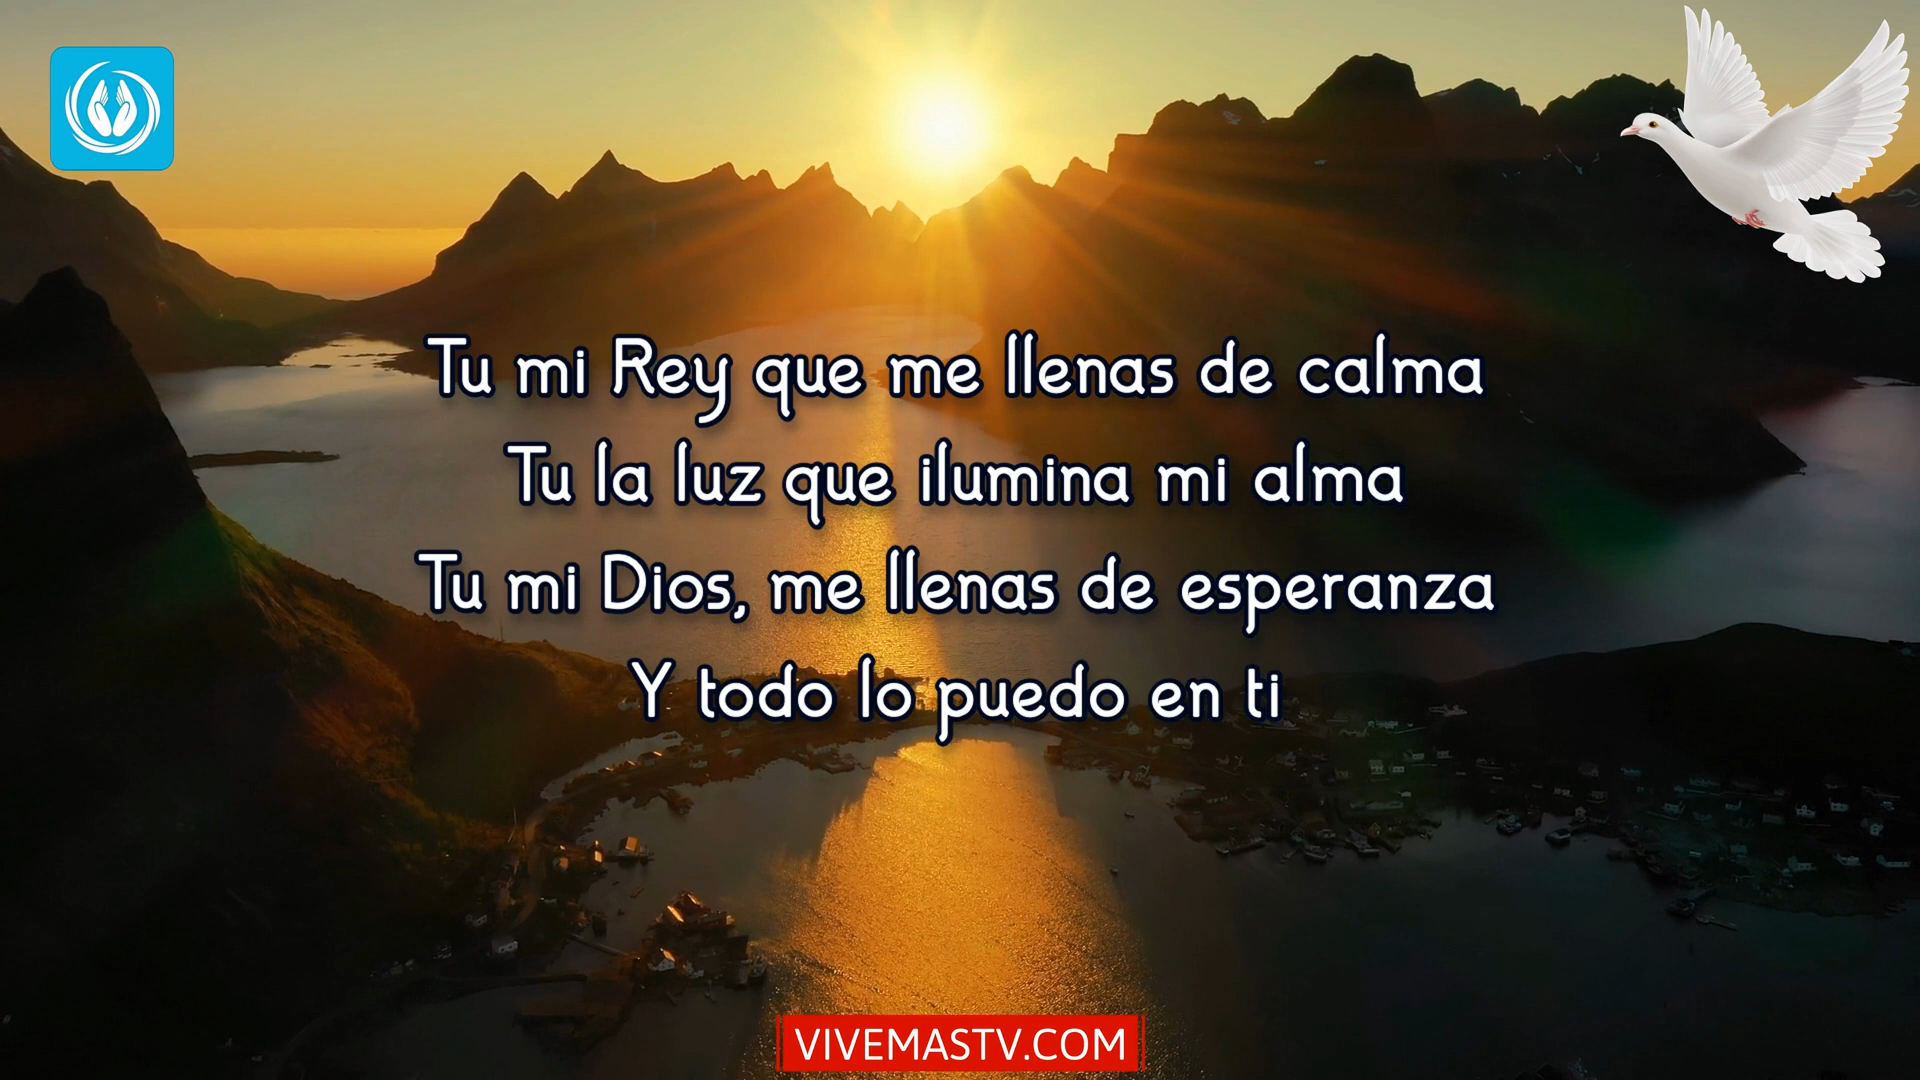 Tu mi Rey que me llenas de calma
Tu la luz que ilumina mi alma
Tu mi Dios, me llenas de esperanza
Y todo lo puedo en ti
VIVEMASTV.COM